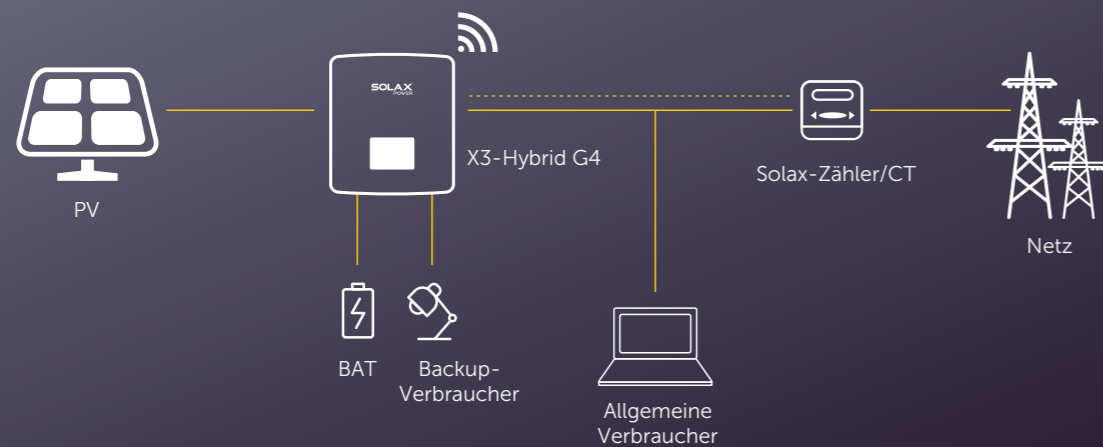 SOLAX
POWER
X3-Hybrid G4
Solax-Zähler/CT
PV
Netz
BAT
Backup-
Verbraucher
Allgemeine
Verbraucher